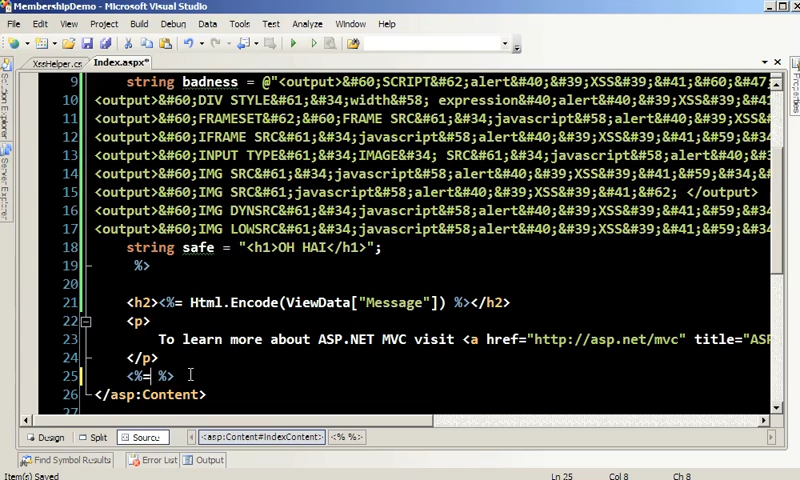 MembershipDemo - Microsoft Visual Studio
File Edit View Project Build Debug Data Tools Test Analyze Window Help
XssHelper.cs Index.aspx*
Solution Explorer
Server Explorer
Properties
9 string badness = @"<output>&#60;SCRIPT&#62;alert&#40;&#39;XSS&#39;&#41;&#60;&#47;
10 <output>&#60;DIV STYLE&#61;&#34;width&#58; expression&#40;alert&#40;&#39;XSS&#39;
11 <output>&#60;FRAMESET&#62;&#60;FRAME SRC&#61;&#34;javascript&#58;alert&#40;&#39;
12 <output>&#60;IFRAME SRC&#61;&#34;javascript&#58;alert&#40;&#39;XSS&#39;&#41;&#59;&#34
13 <output>&#60;INPUT TYPE&#61;&#34;IMAGE&#34; SRC&#61;&#34;javascript&#58;alert&#40;
14 <output>&#60;IMG SRC&#61;&#34;javascript&#58;alert&#40;&#39;XSS&#39;&#41;&#59;&#34;
15 <output>&#60;IMG SRC&#61;javascript&#58;alert&#40;&#39;XSS&#39;&#41;&#62; </output>
16 <output>&#60;IMG DYNSRC&#61;&#34;javascript&#58;alert&#40;&#39;XSS&#39;&#41;&#59;&#
17 <output>&#60;IMG LOWSRC&#61;&#34;javascript&#58;alert&#40;&#39;XSS&#39;&#41;&#59;&#
18 string safe = "<h1>OH HAI</h1>";
19 %>
20
21 <h2><%= Html.Encode(ViewData["Message"]) %></h2>
22 <p>
23 To learn more about ASP.NET MVC visit <a href="http://asp.net/mvc" title="ASP
24 </p>
25 <%= %>
26 </asp:Content>
27
Design Split Source <asp:Content#IndexContent> <% %>
Find Symbol Results Error List Output
Item(s) Saved Ln 25 Col 8 Ch 8